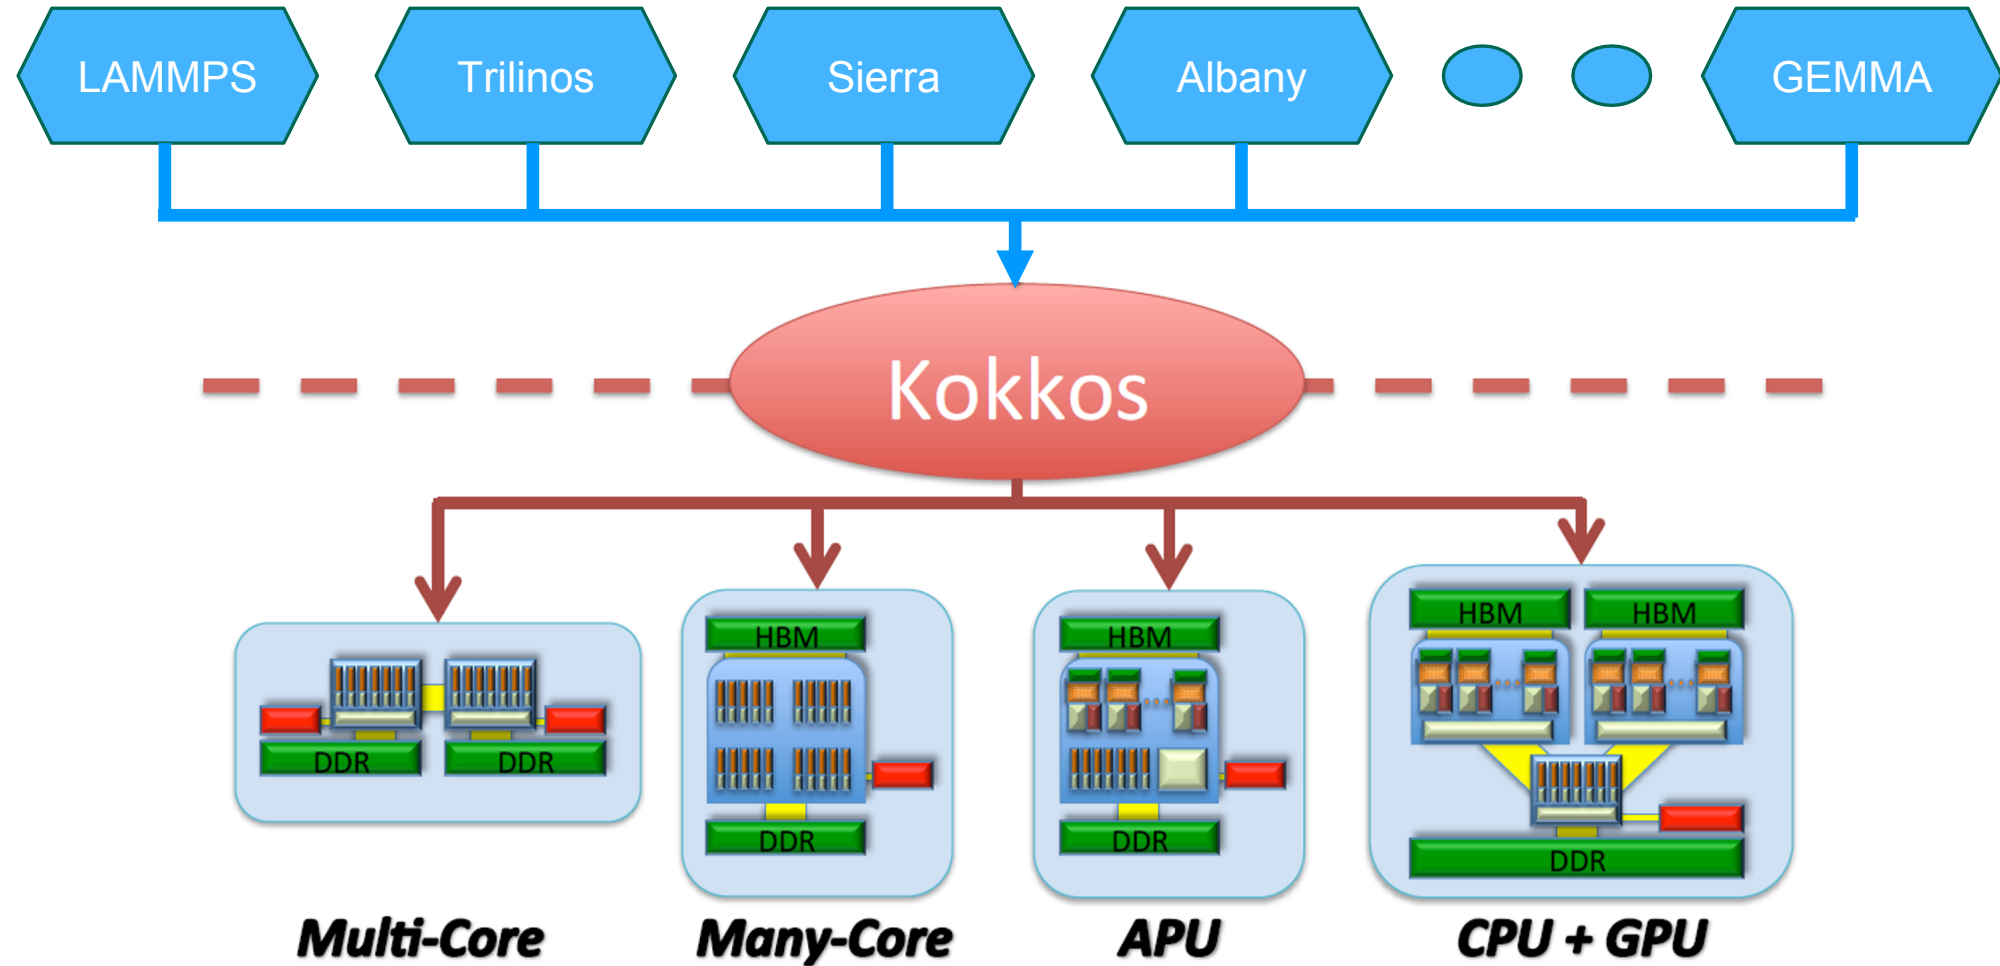 LAMMPS Trilinos Sierra Albany GEMMA
Kokkos
HBM HBM HBM HBM
DDR DDR
DDR DDR DDR
Multi-Core Many-Core APU CPU + GPU